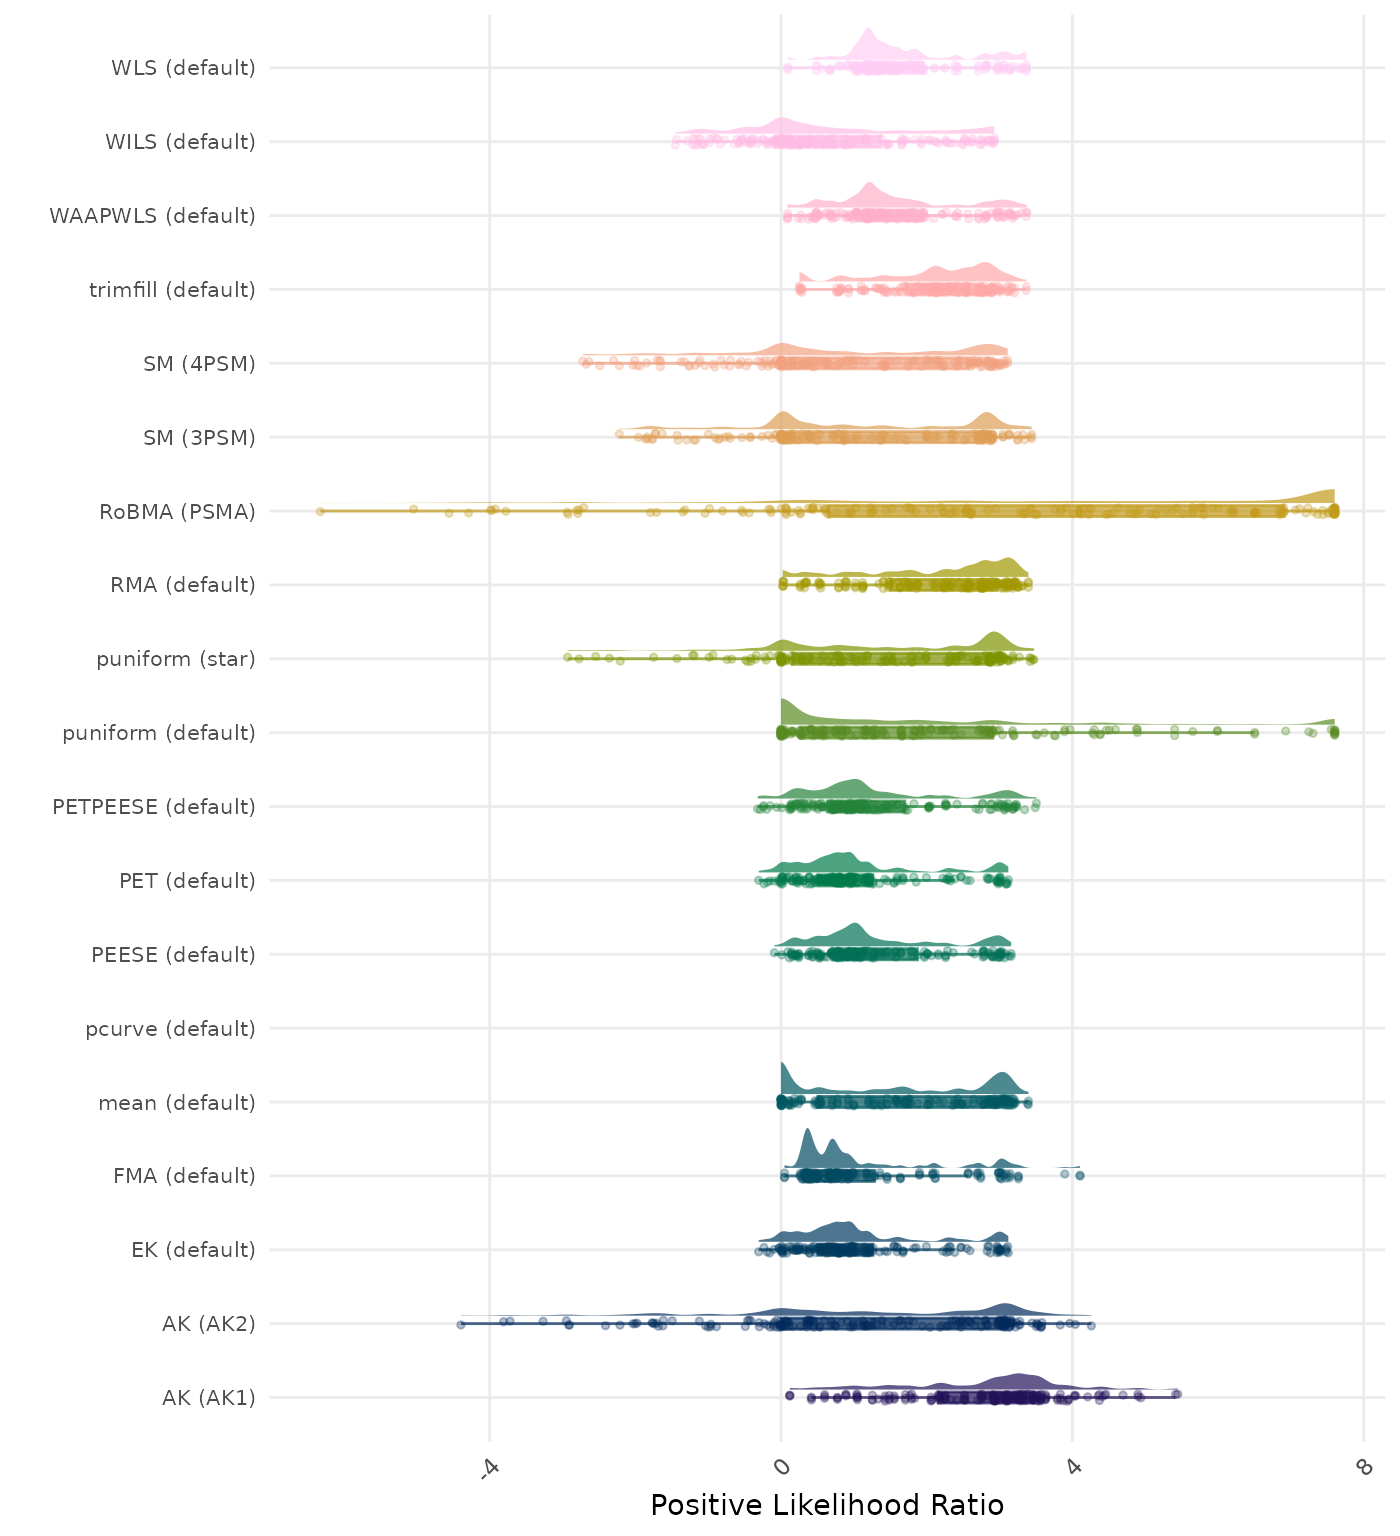 WLS (default)
WILS (default)
WAAPWLS (default)
trimfill (default)
SM (4PSM)
SM (3PSM)
RoBMA (PSMA)
RMA (default)
puniform (star)
puniform (default)
PETPEESE (default)
PET (default)
PEESE (default)
pcurve (default)
mean (default)
FMA (default)
EK (default)
AK (AK2)
AK (AK1)
-4 0 4 8
Positive Likelihood Ratio